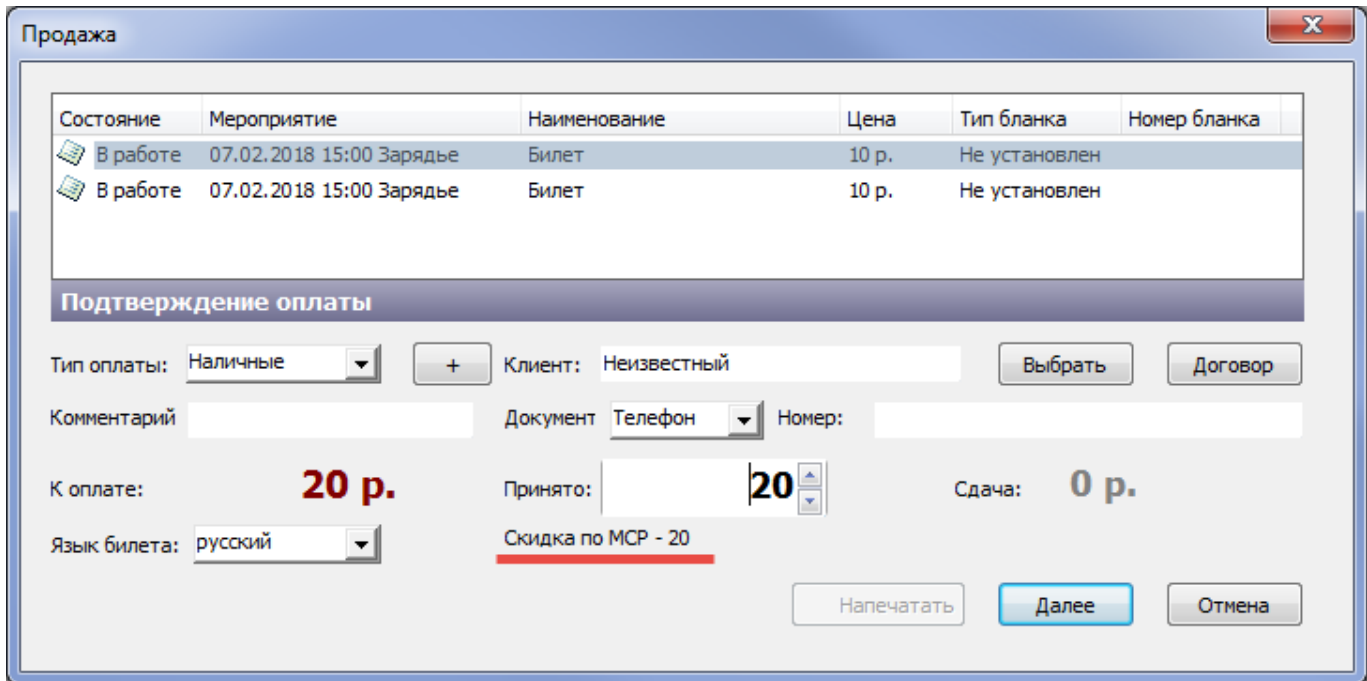 Продажа
Состояние Мероприятие Наименование Цена Тип бланка Номер бланка
В работе 07.02.2018 15:00 Зарядье Билет 10 р. Не установлен
В работе 07.02.2018 15:00 Зарядье Билет 10 р. Не установлен
Подтверждение оплаты
Тип оплаты: Наличные + Клиент: Неизвестный Выбрать Договор
Комментарий Документ Телефон Номер:
К оплате: 20 р. Принято: 20 Сдача: 0 р.
Язык билета: русский Скидка по МСР - 20
Напечатать Далее Отмена